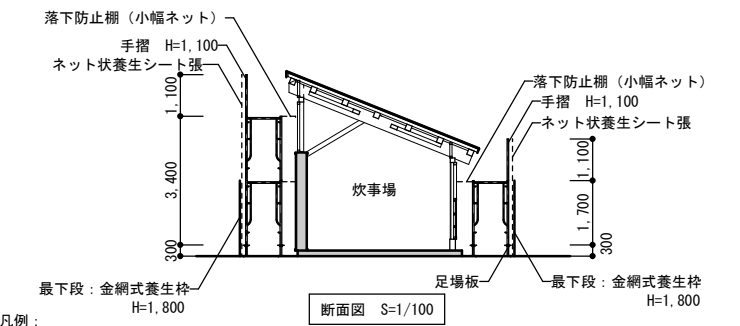 落下防止棚（小幅ネット）
手摺　H=1,100
ネット状養生シート張
1,100
3,400
300
最下段：金網式養生枠
H=1,800
凡例：
炊事場
断面図　S=1/100
落下防止棚（小幅ネット）
手摺　H=1,100
ネット状養生シート張
1,100
1,700
300
足場板
最下段：金網式養生枠
H=1,800